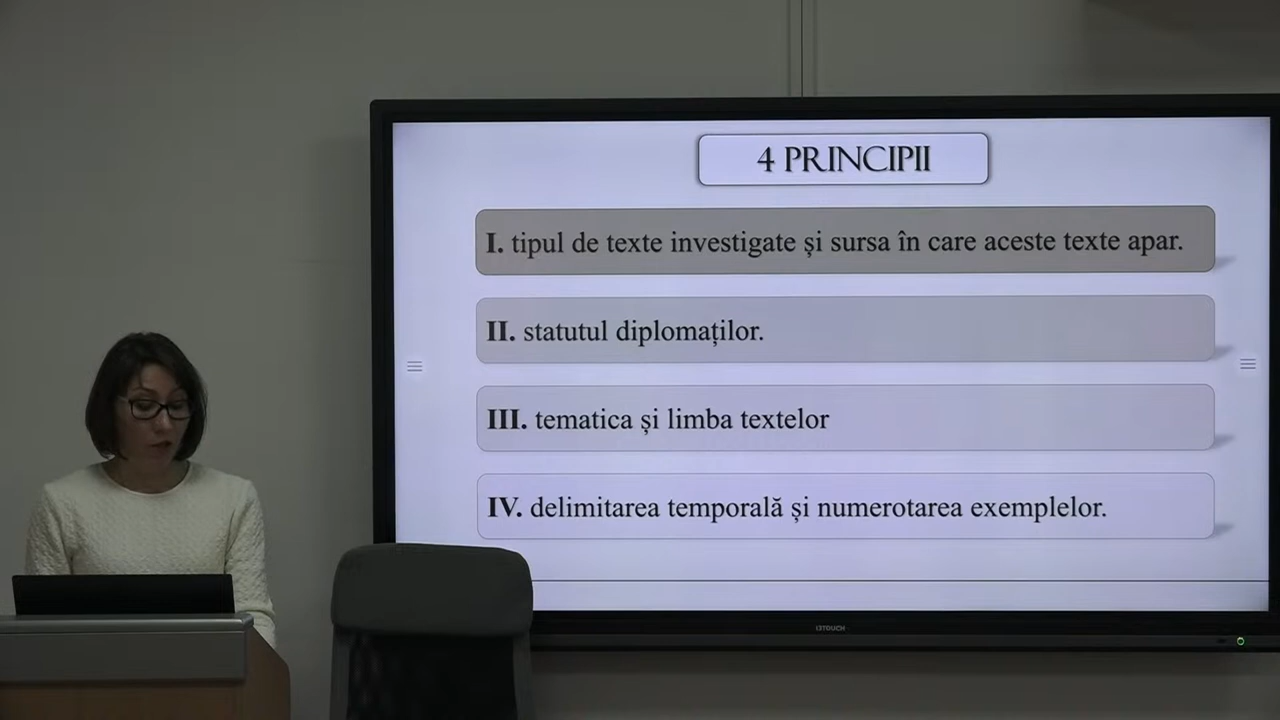 4 PRINCIPII
I. tipul de texte investigate și sursa în care aceste texte apar.
II. statutul diplomaților.
III. tematica și limba textelor
IV. delimitarea temporală și numerotarea exemplelor.
i3TOUCH